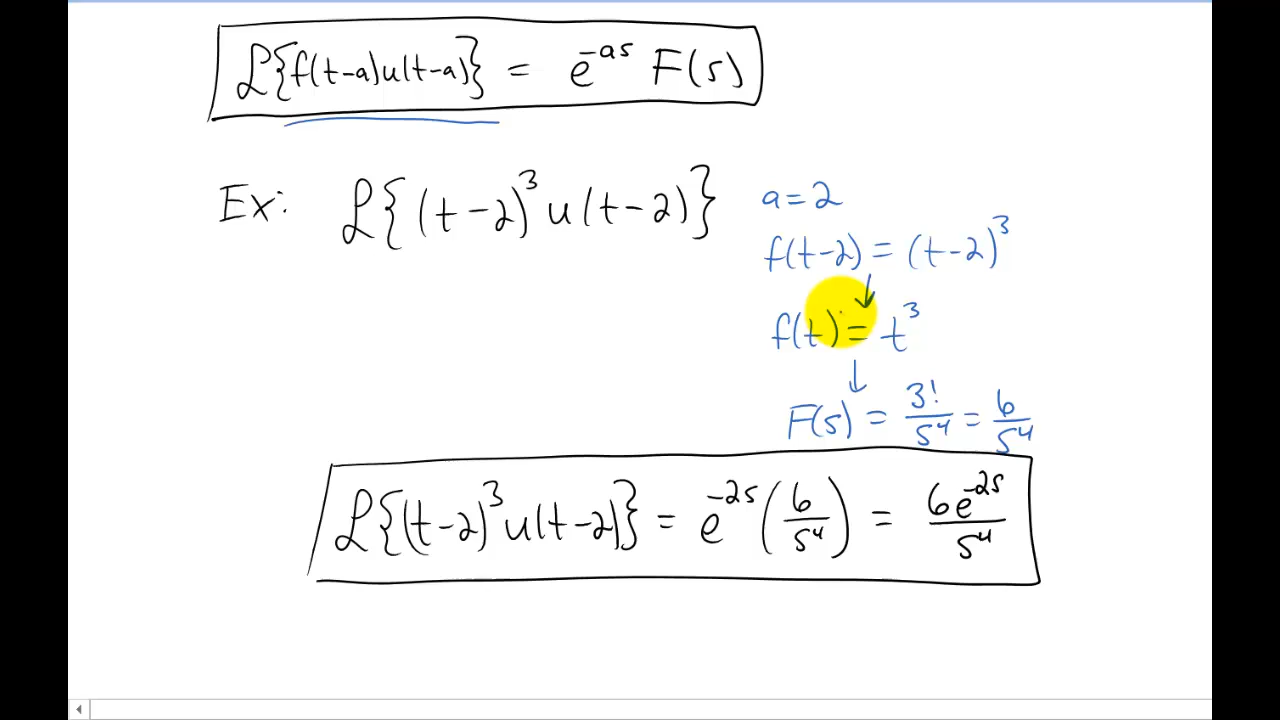 ℒ{f(t-a)u(t-a)} = e^{-as} F(s)
Ex: ℒ{(t-2)^3 u(t-2)}
a=2
f(t-2) = (t-2)^3
↓
f(t) = t^3
↓
F(s) = 3!/s^4 = 6/s^4
ℒ{(t-2)^3 u(t-2)} = e^{-2s} (6/s^4) = 6e^{-2s}/s^4